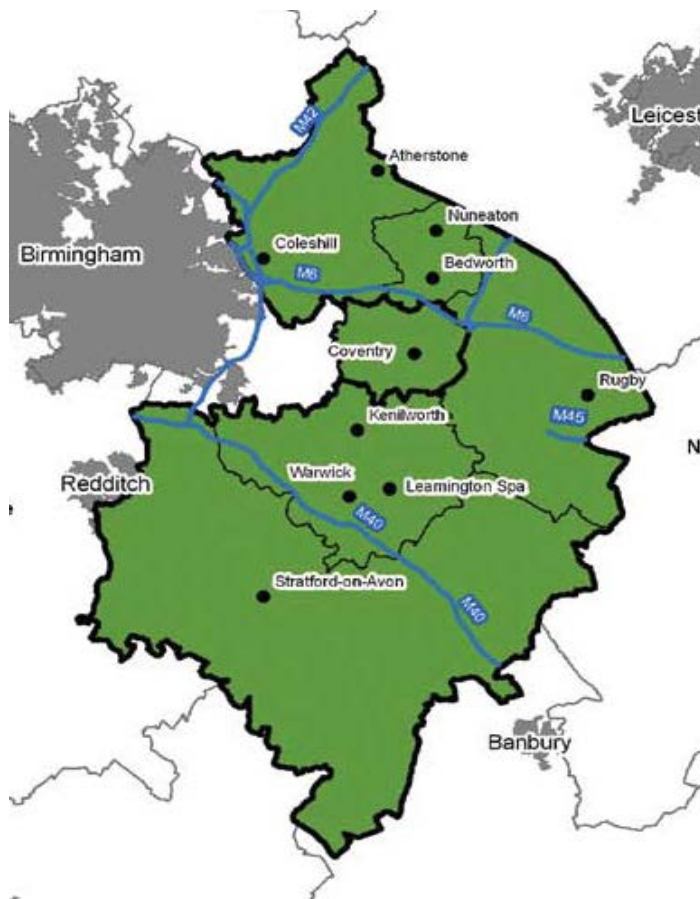 M42
Leicest
Atherstone
Nuneaton
Birmingham
Coleshill
Bedworth
M6
M6
Coventry
Rugby
Kenilworth
M45
N
Redditch
Warwick
Leamington Spa
M40
Stratford-on-Avon
M40
Banbury